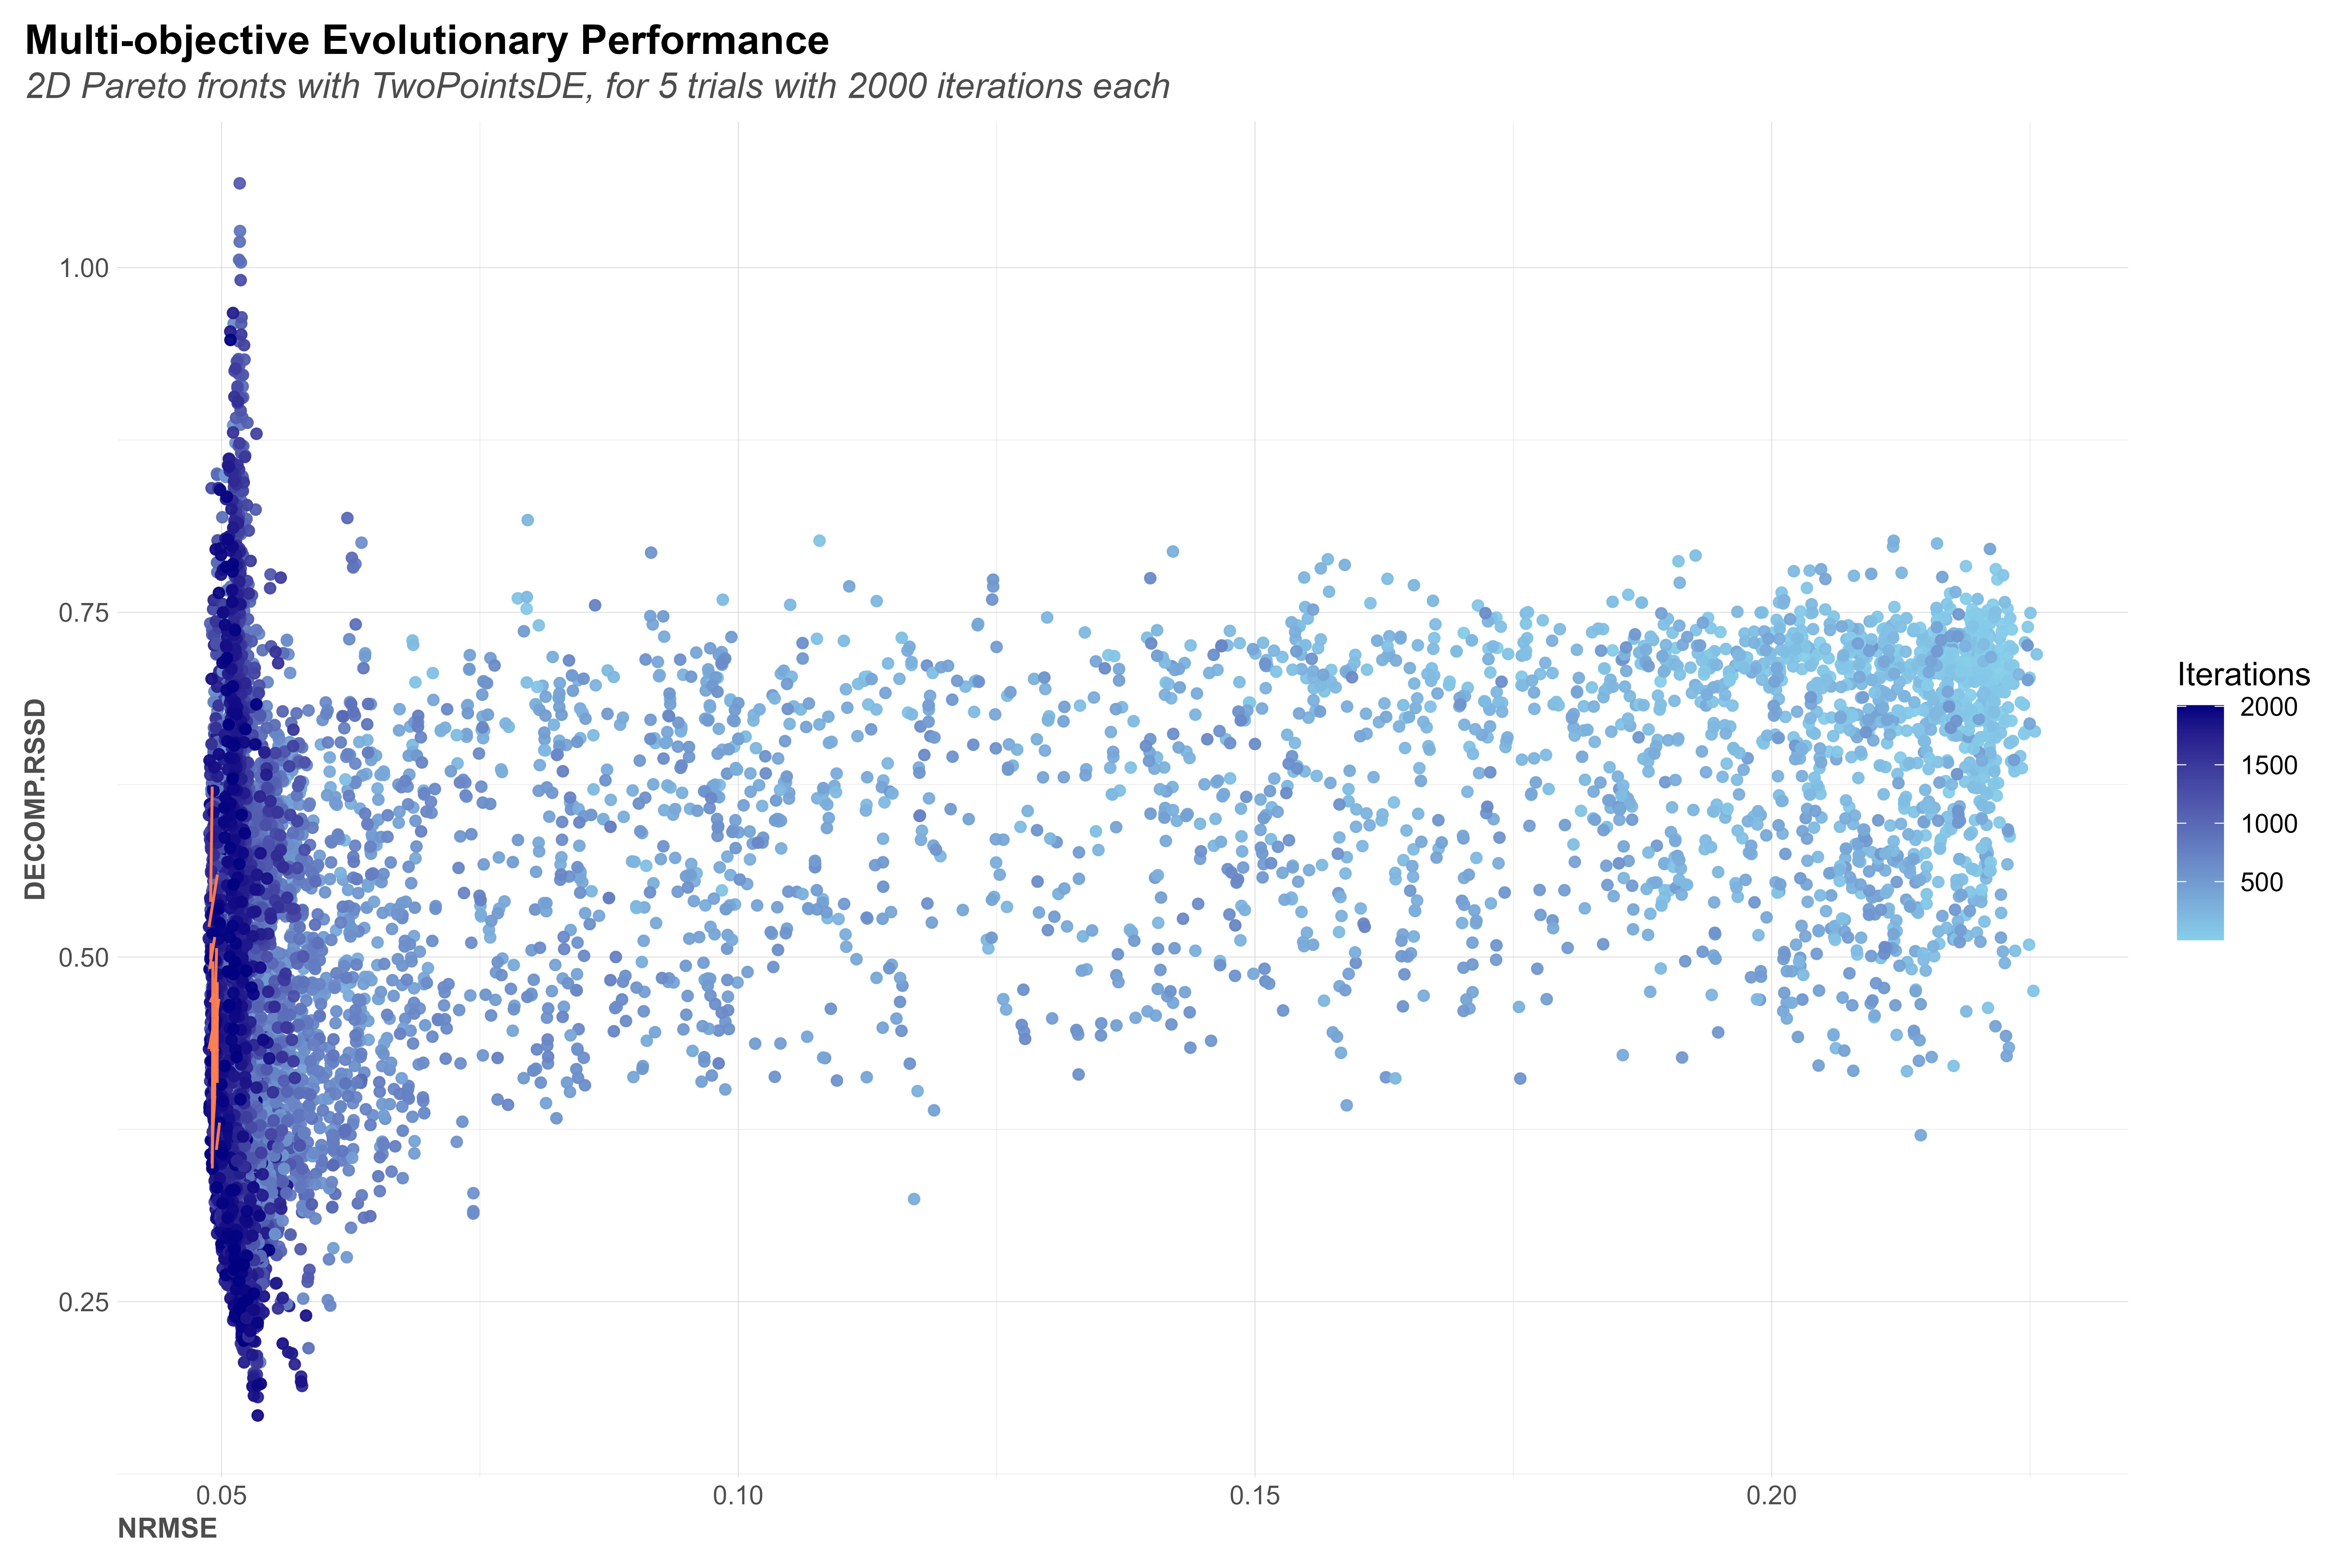 Multi-objective Evolutionary Performance
2D Pareto fronts with TwoPointsDE, for 5 trials with 2000 iterations each
DECOMP.RSSD
1.00
0.75
0.50
0.25
0.05
0.10
0.15
0.20
NRMSE
Iterations
2000
1500
1000
500